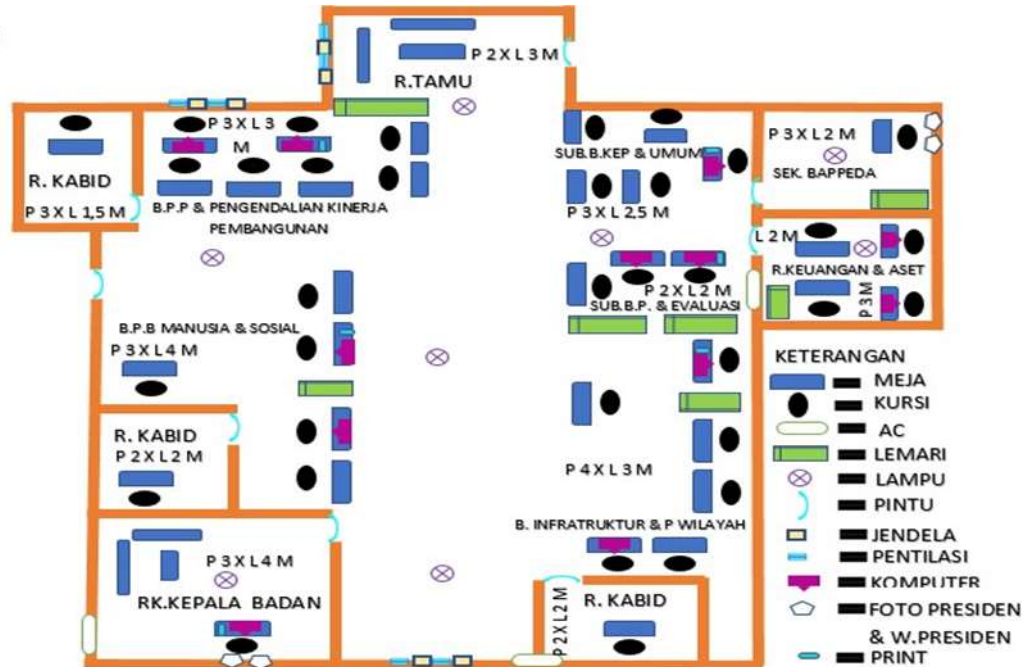 P 2 X L 3 M
R.TAMU
P 3 X L 3
M
R. KABID
P 3 X L 1,5 M
B.P.P & PENGENDALIAN KINERJA
PEMBANGUNAN
SUB.B.KEP & UMUM
P 3 X L 2,5 M
P 3 X L 2 M
SEK. BAPPEDA
L 2 M
R.KEUANGAN & ASET
P 3 M
P 2 X L 2 M
SUB.B.P. & EVALUASI
B.P.B MANUSIA & SOSIAL
P 3 X L 4 M
R. KABID
P 2 X L 2 M
P 4 X L 3 M
B. INFRATRUKTUR & P WILAYAH
P 3 X L 4 M
RK.KEPALA BADAN
P 2 X L 2 M
R. KABID
KETERANGAN
MEJA
KURSI
AC
LEMARI
LAMPU
PINTU
JENDELA
PENTILASI
KOMPUTER
FOTO PRESIDEN
& W.PRESIDEN
PRINT